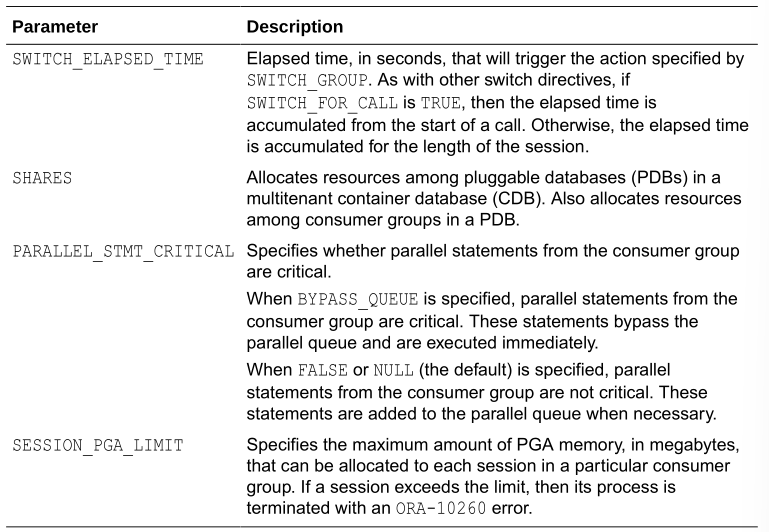 Parameter Description
SWITCH_ELAPSED_TIME Elapsed time, in seconds, that will trigger the action specified by
SWITCH_GROUP. As with other switch directives, if
SWITCH_FOR_CALL is TRUE, then the elapsed time is
accumulated from the start of a call. Otherwise, the elapsed time
is accumulated for the length of the session.
SHARES Allocates resources among pluggable databases (PDBs) in a
multitenant container database (CDB). Also allocates resources
among consumer groups in a PDB.
PARALLEL_STMT_CRITICAL Specifies whether parallel statements from the consumer group
are critical.
When BYPASS_QUEUE is specified, parallel statements from the
consumer group are critical. These statements bypass the
parallel queue and are executed immediately.
When FALSE or NULL (the default) is specified, parallel
statements from the consumer group are not critical. These
statements are added to the parallel queue when necessary.
SESSION_PGA_LIMIT Specifies the maximum amount of PGA memory, in megabytes,
that can be allocated to each session in a particular consumer
group. If a session exceeds the limit, then its process is
terminated with an ORA-10260 error.